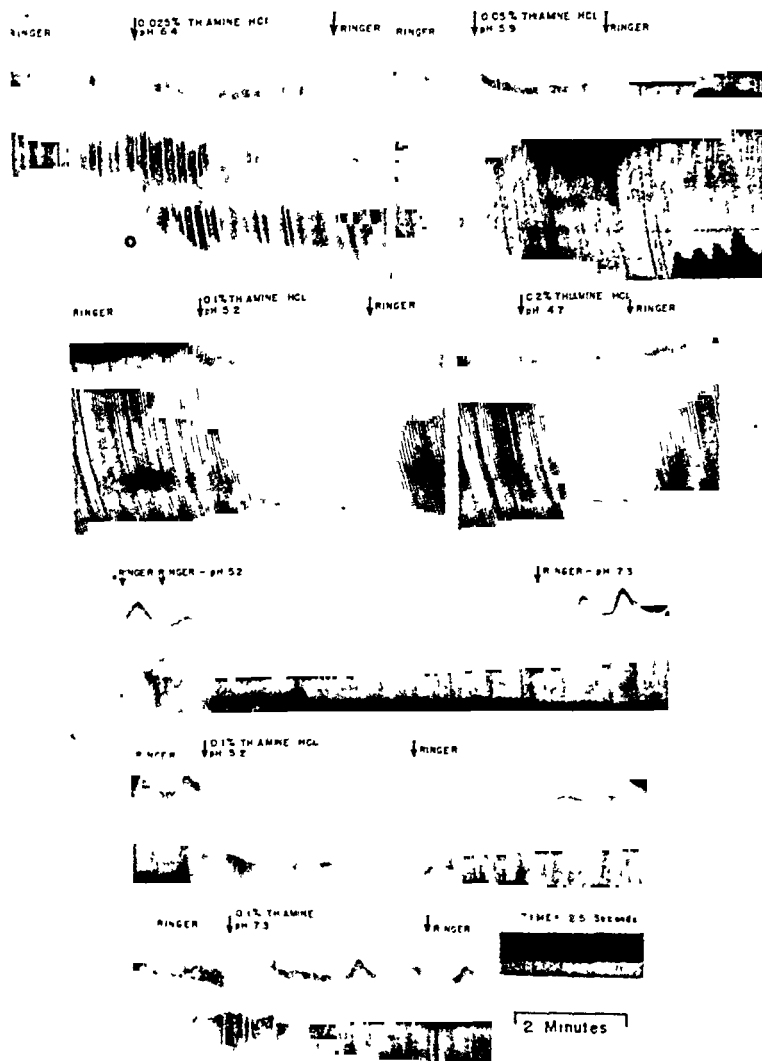 RINGER
0.025% THIAMINE HCl
pH 6.4
RINGER
RINGER
0.05% THIAMINE HCl
pH 5.9
RINGER
RINGER
0.1% THIAMINE HCL
pH 5.2
RINGER
0.2% THIAMINE HCL
pH 4.7
RINGER
RINGER RINGER - pH 5.2
RINGER - pH 7.3
RINGER
0.1% THIAMINE HCL
pH 5.2
RINGER
RINGER
0.1% THIAMINE
pH 7.3
RINGER
TIME= 2.5 Seconds
2 Minutes